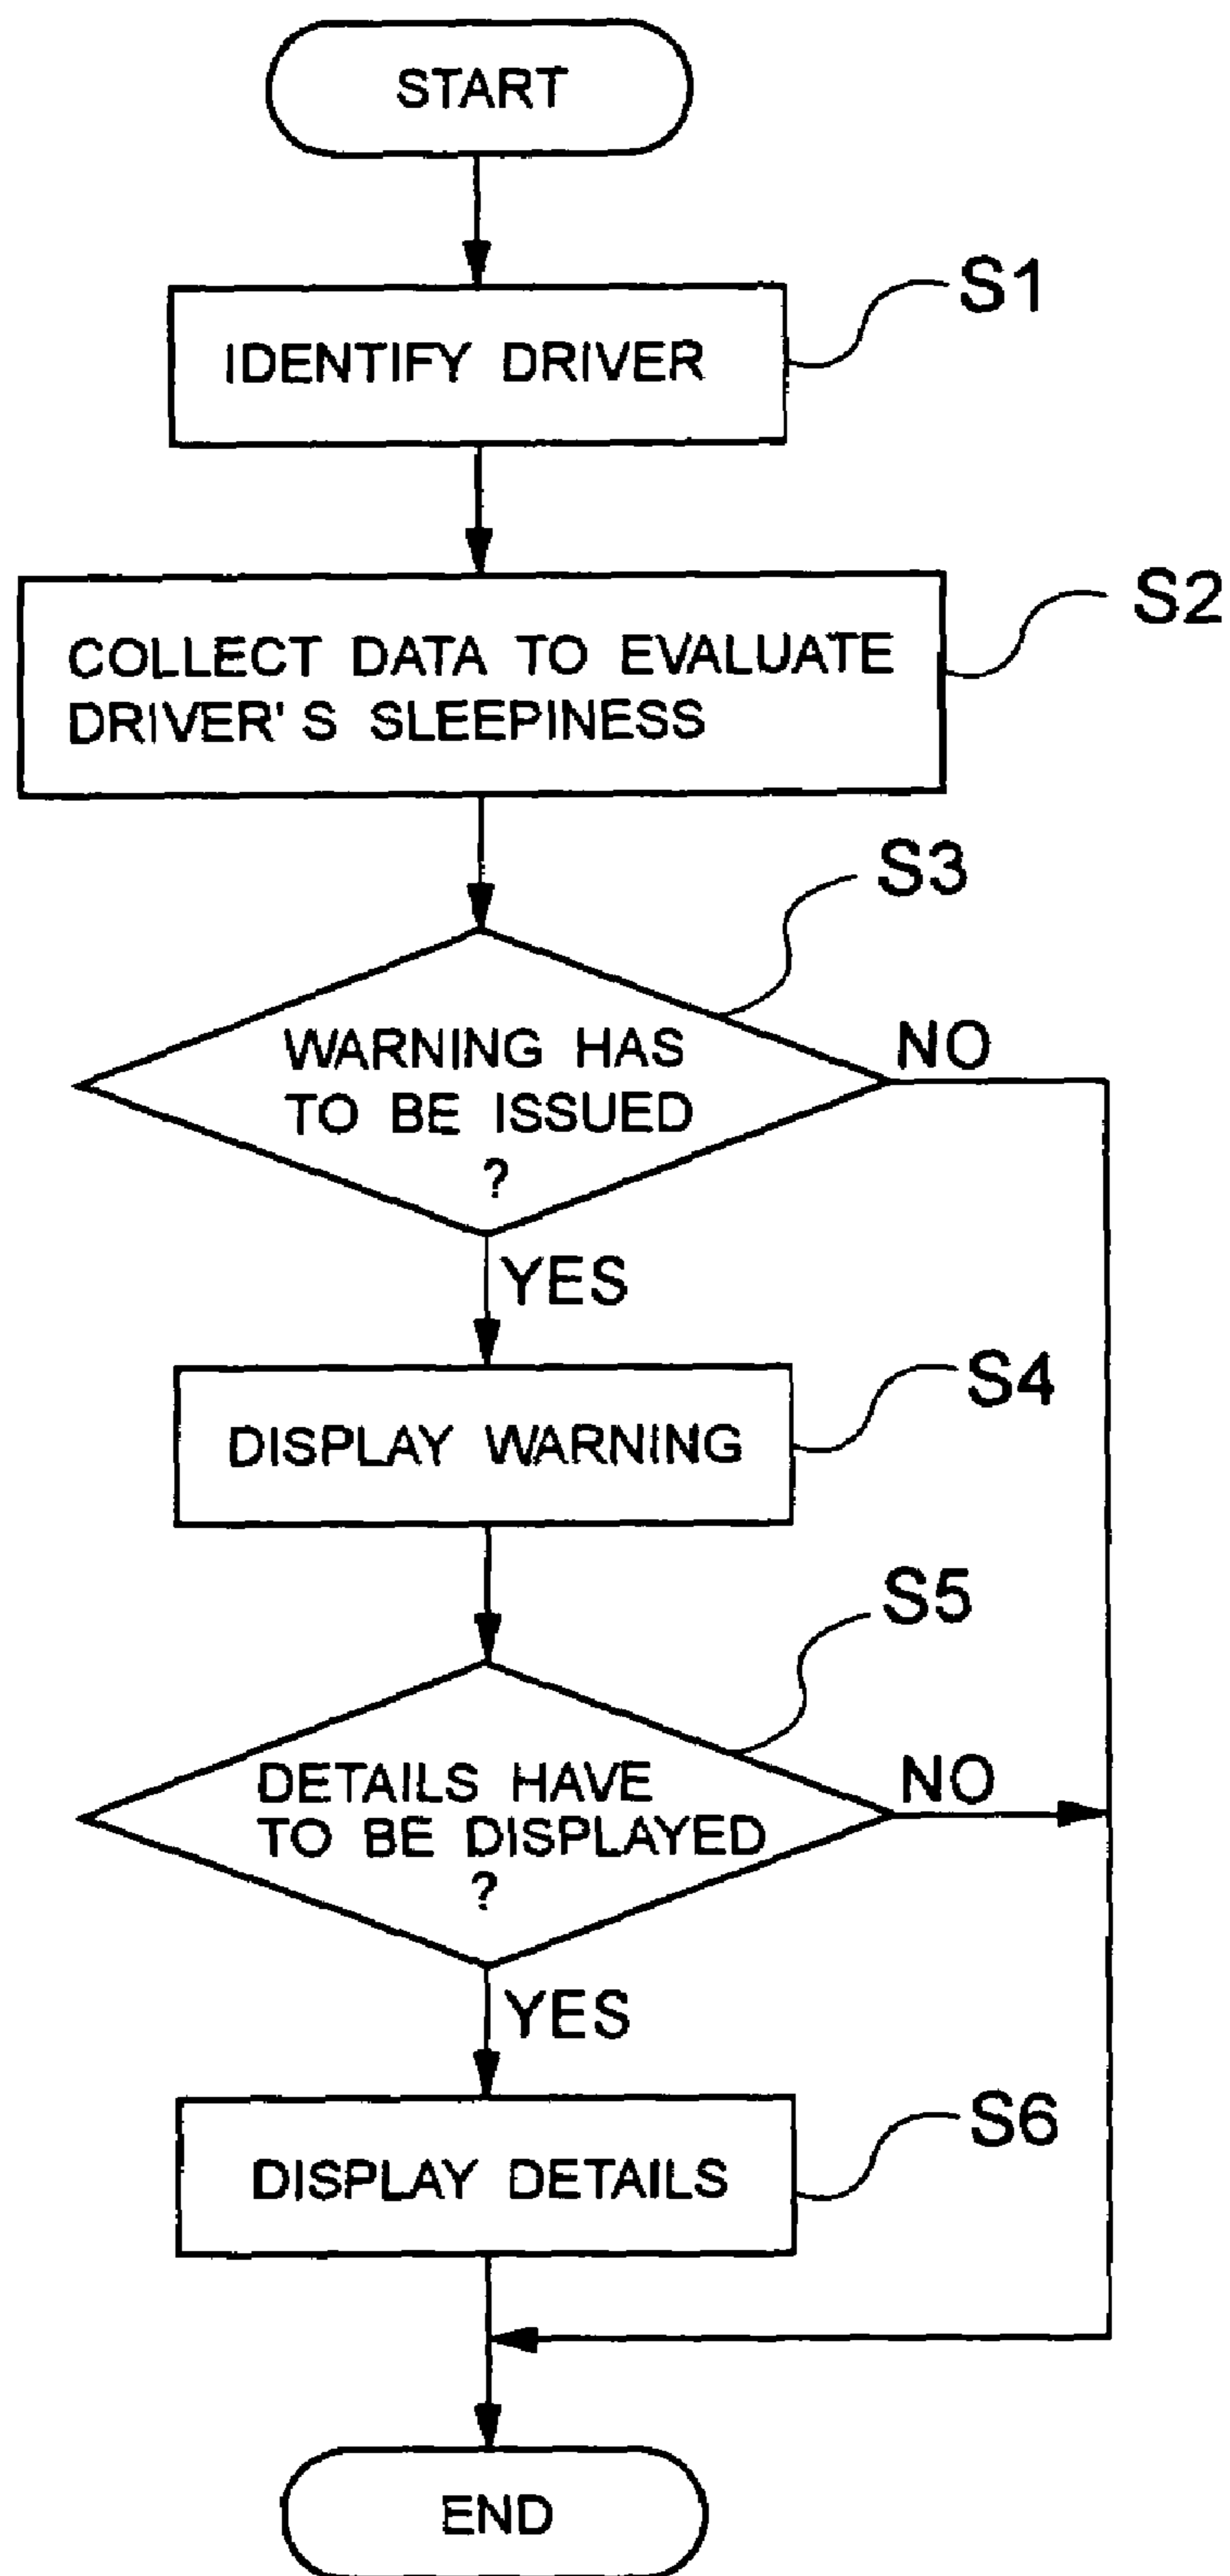 START
IDENTIFY DRIVER
S1
COLLECT DATA TO EVALUATE
DRIVER'S SLEEPINESS
S2
S3
WARNING HAS
TO BE ISSUED
?
NO
YES
DISPLAY WARNING
S4
S5
DETAILS HAVE
TO BE DISPLAYED
?
NO
YES
DISPLAY DETAILS
S6
END